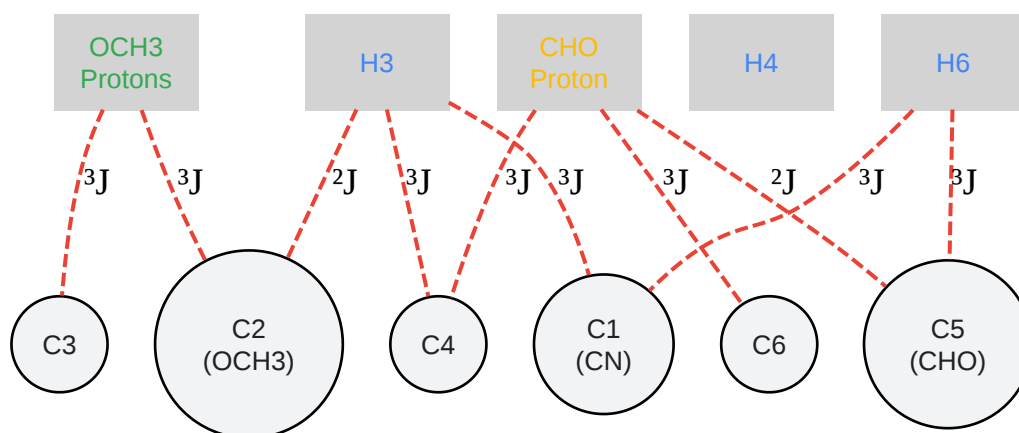 OCH3
Protons
H3
CHO
Proton
H4
H6
³J
³J
²J
³J
³J
³J
³J
²J
³J
³J
C3
C2
(OCH3)
C4
C1
(CN)
C6
C5
(CHO)